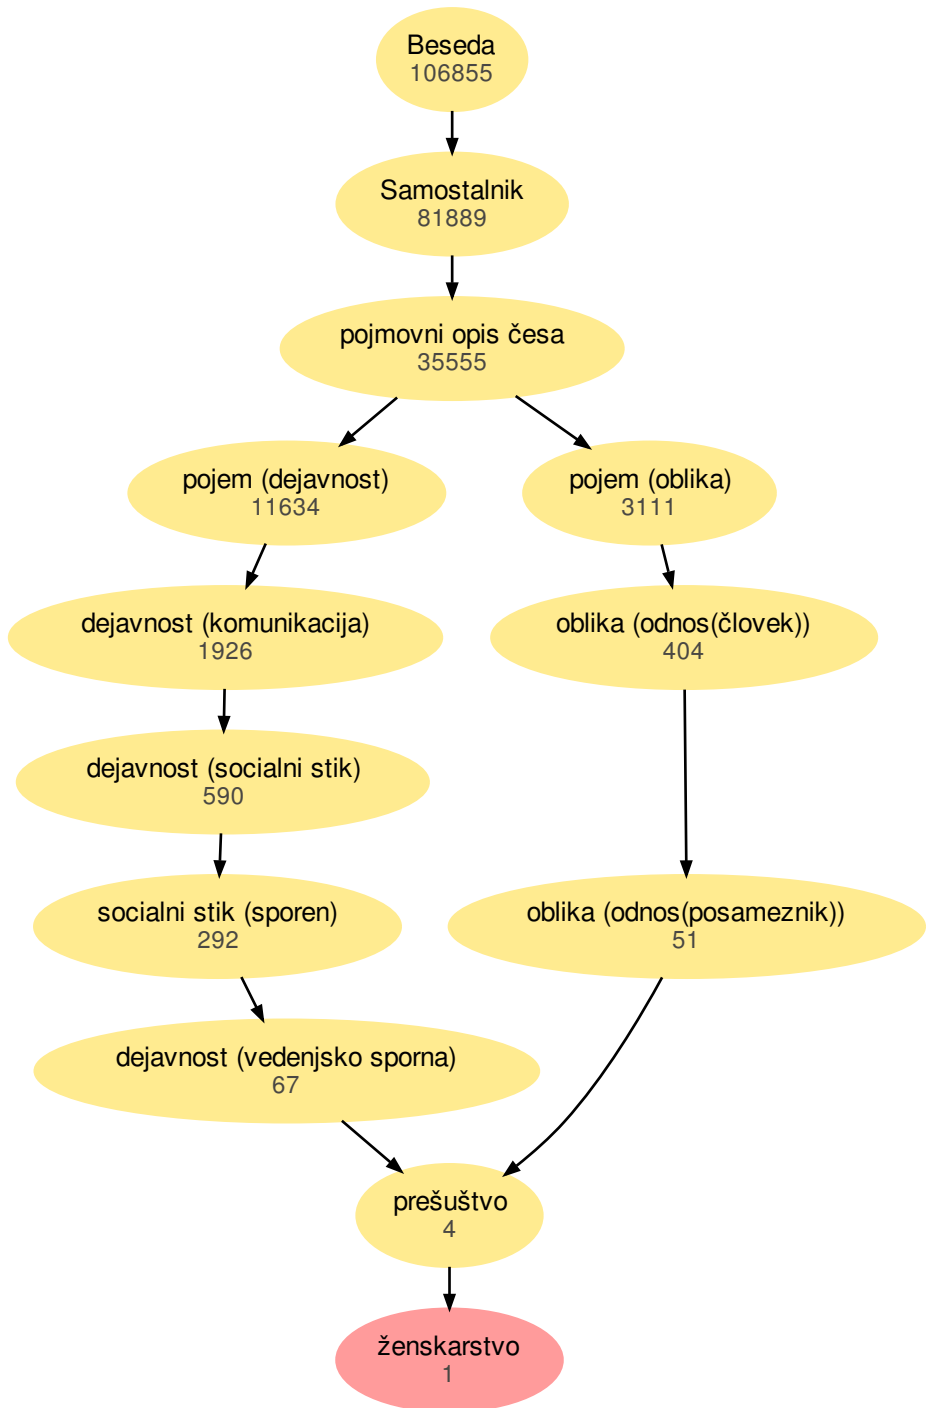 Beseda
106855
Samostalnik
81889
pojmovni opis česa
35555
pojem (dejavnost)
11634
pojem (oblika)
3111
dejavnost (komunikacija)
1926
oblika (odnos(človek))
404
dejavnost (socialni stik)
590
socialni stik (sporen)
292
oblika (odnos(posameznik))
51
dejavnost (vedenjsko sporna)
67
prešuštvo
4
ženskarstvo
1